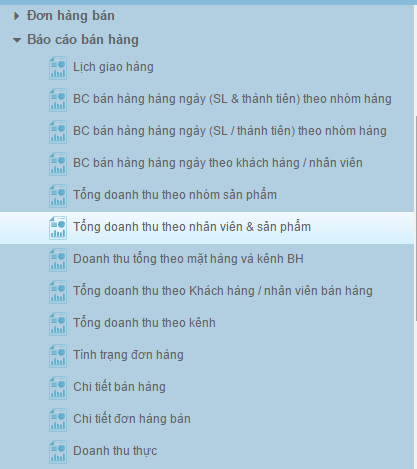 Đơn hàng bán
Báo cáo bán hàng
Lịch giao hàng
BC bán hàng hàng ngày (SL & thành tiên) theo nhóm hàng
BC bán hàng hàng ngày (SL / thành tiên) theo nhóm hàng
BC bán hàng hàng ngày theo khách hàng / nhân viên
Tổng doanh thu theo nhóm sản phẩm
Tổng doanh thu theo nhân viên & sản phẩm
Doanh thu tổng theo mặt hàng và kênh BH
Tổng doanh thu theo Khách hàng / nhân viên bán hàng
Tổng doanh thu theo kênh
Tình trạng đơn hàng
Chi tiết bán hàng
Chi tiết đơn hàng bán
Doanh thu thực